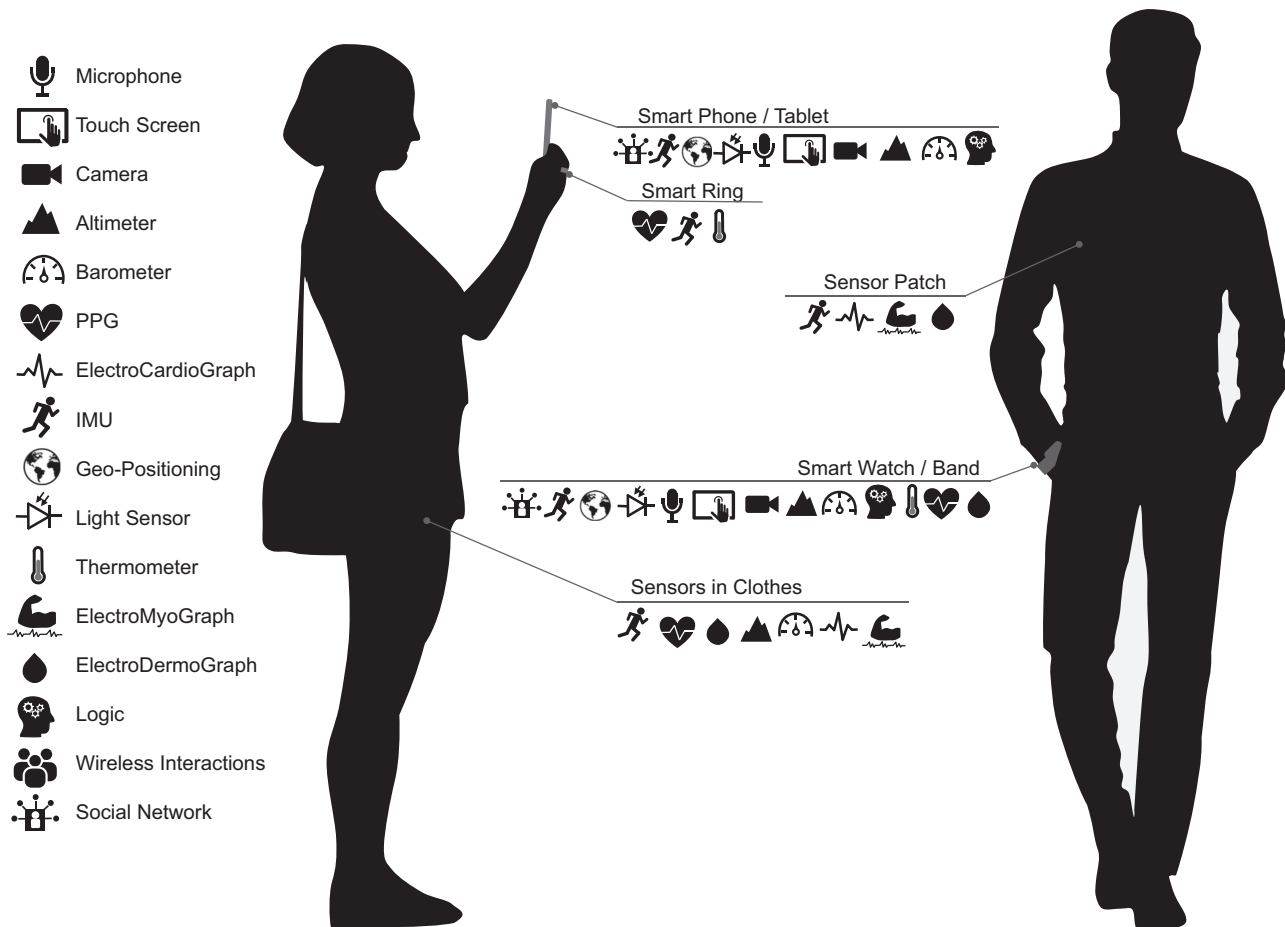 Microphone
Touch Screen
Camera
Altimeter
Barometer
PPG
ElectroCardioGraph
IMU
Geo-Positioning
Light Sensor
Thermometer
ElectroMyoGraph
ElectroDermoGraph
Logic
Wireless Interactions
Social Network
Smart Phone / Tablet
Smart Ring
Sensor Patch
Smart Watch / Band
Sensors in Clothes